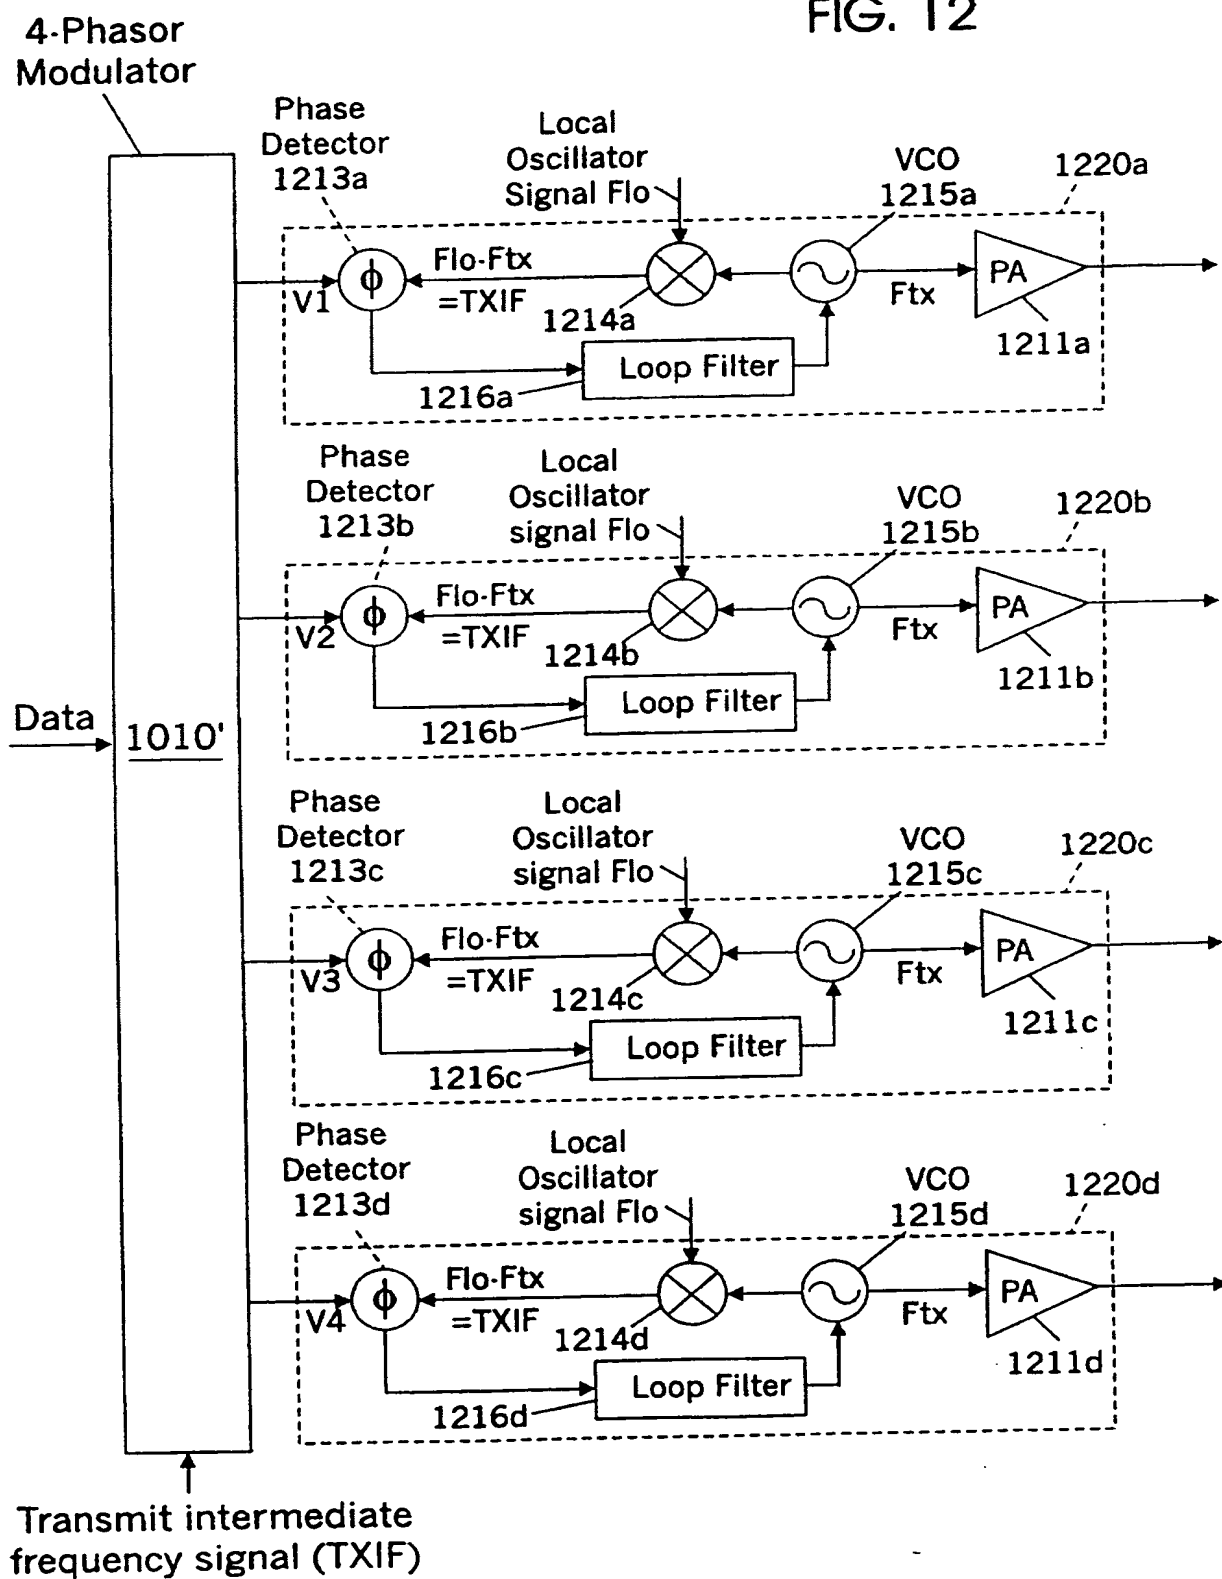 FIG. 12
4-Phasor
Modulator
Phase
Detector
1213a
Local
Oscillator
Signal Flo
VCO
1215a
1220a
V1
ϕ
Flo-Ftx
=TXIF
1214a
Ftx
PA
1211a
Loop Filter
1216a
Phase
Detector
1213b
Local
Oscillator
signal Flo
VCO
1215b
1220b
V2
ϕ
Flo-Ftx
=TXIF
1214b
Ftx
PA
1211b
Loop Filter
1216b
Data
1010'
Phase
Detector
1213c
Local
Oscillator
signal Flo
VCO
1215c
1220c
V3
ϕ
Flo-Ftx
=TXIF
1214c
Ftx
PA
1211c
Loop Filter
1216c
Phase
Detector
1213d
Local
Oscillator
signal Flo
VCO
1215d
1220d
V4
ϕ
Flo-Ftx
=TXIF
1214d
Ftx
PA
1211d
Loop Filter
1216d
Transmit intermediate
frequency signal (TXIF)